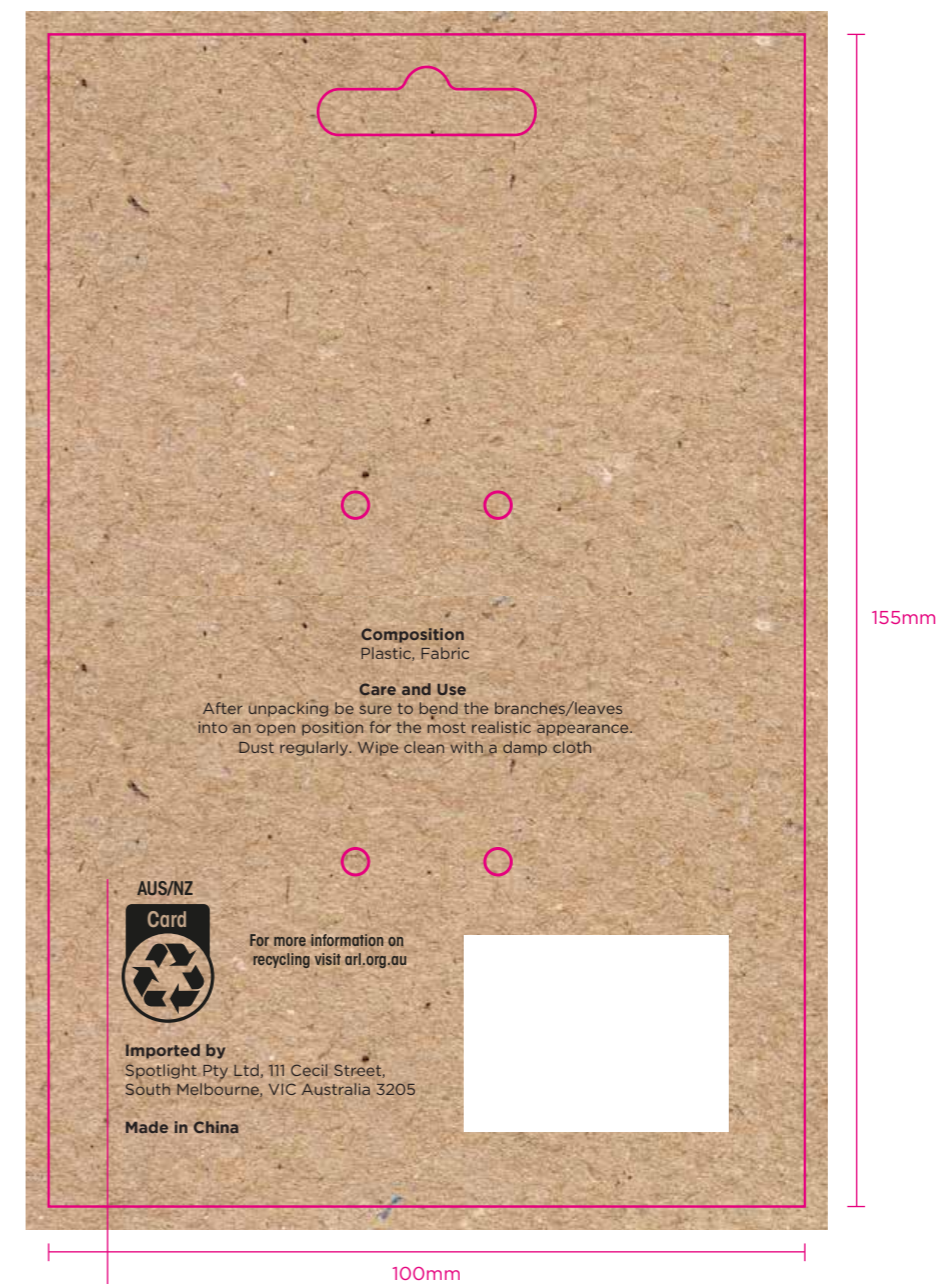 155mm
Composition
Plastic, Fabric
Care and Use
After unpacking be sure to bend the branches/leaves
into an open position for the most realistic appearance.
Dust regularly. Wipe clean with a damp cloth
AUS/NZ
Card
For more information on
recycling visit arl.org.au
Imported by
Spotlight Pty Ltd, 111 Cecil Street,
South Melbourne, VIC Australia 3205
Made in China
100mm